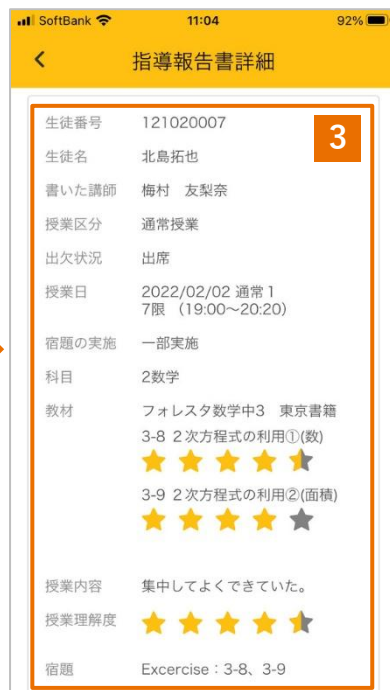 SoftBank 11:04 92%
指導報告書詳細
3
生徒番号 121020007
生徒名 北島拓也
書いた講師 梅村 友梨奈
授業区分 通常授業
出欠状況 出席
授業日 2022/02/02 通常1
7限 (19:00～20:20)
宿題の実施 一部実施
科目 2数学
教材 フォレスタ数学中3 東京書籍
3-8 2次方程式の利用①(数)
3-9 2次方程式の利用②(面積)
授業内容 集中してよくできていた。
授業理解度
宿題 Excercise：3-8、3-9